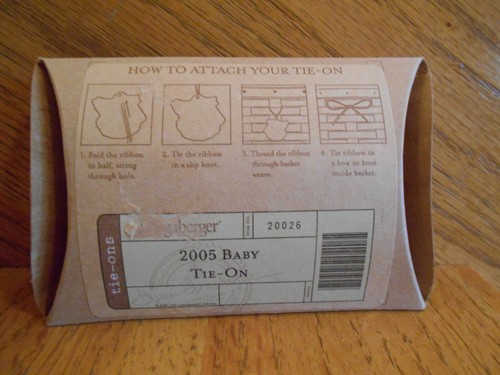 HOW TO ATTACH YOUR TIE-ON
1. Fold the ribbon
in half, string
through hole.
2. Tie the ribbon
in a slip knot.
3. Thread the ribbon
through basket
weave.
4. Tie ribbon in
a bow or knot
inside basket.
tie-ons
20026
2005 BABY
TIE-ON